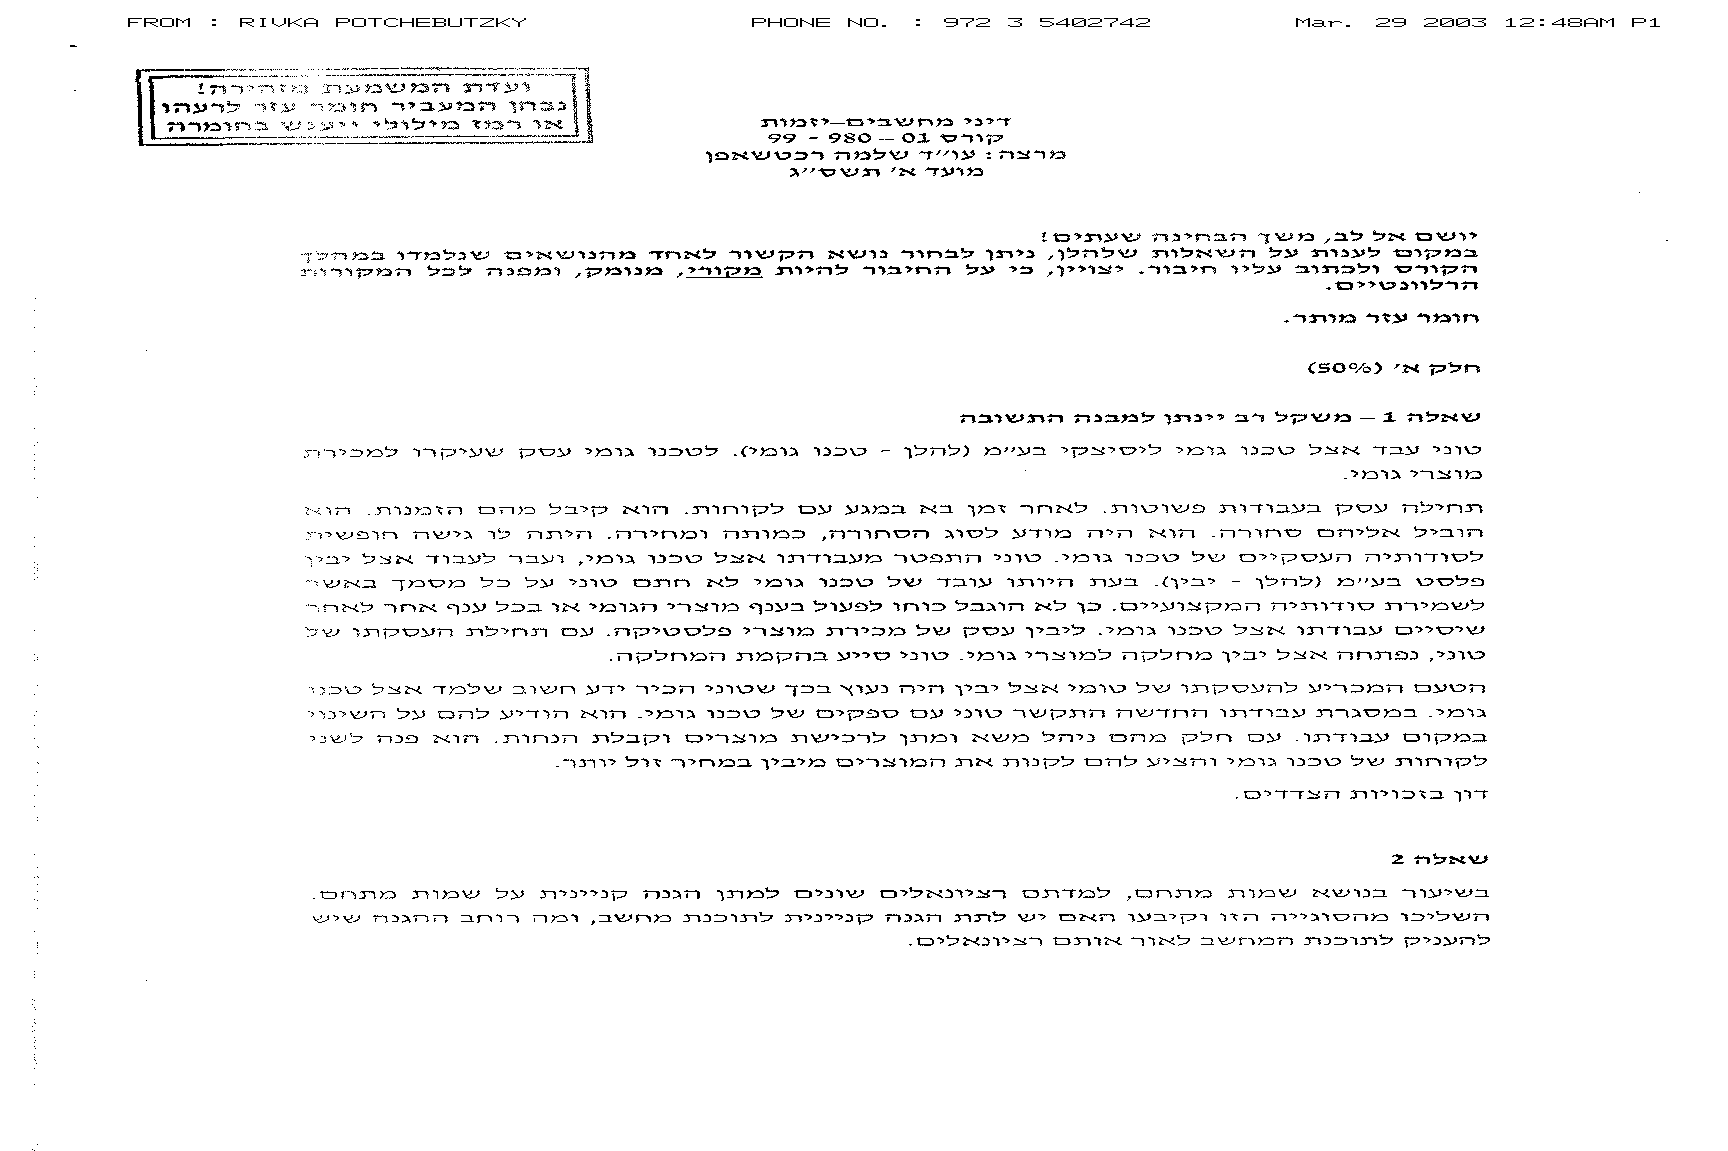 FROM : RIVKA POTCHEBUTZKY PHONE NO. : 972 3 5402742 Mar. 29 2003 12:48AM P1
ועדת המשמעת מזהירה!
נבחן המעביר חומר עזר לרעהו
או רמז מילולי ייענש בחומרה
דיני מחשבים–יזמות
קורס 01 – 980 - 99
מרצה: עו״ד שלמה רכטשאפן
מועד א׳ תשס״ג
יושם אל לב, משך הבחינה שעתים!
במקום לענות על השאלות שלהלן, ניתן לבחור נושא הקשור לאחד מהנושאים שנלמדו במהלך
הקורס ולכתוב עליו חיבור. יצויין, כי על החיבור להיות מקורי, מנומק, ומפנה לכל המקורות
הרלוונטיים.
חומר עזר מותר.
חלק א׳ (50%)
שאלה 1 – משקל רב יינתן למבנה התשובה
טוני עבד אצל טכנו גומי ליסיצקי בע״מ (להלן - טכנו גומי). לטכנו גומי עסק שעיקרו למכירת
מוצרי גומי.
תחילה עסק בעבודות פשוטות. לאחר זמן בא במגע עם לקוחות. הוא קיבל מהם הזמנות. הוא
הוביל אליהם סחורה. הוא היה מודע לסוג הסחורה, כמותה ומחירה. היתה לו גישה חופשית
לסודותיה העסקיים של טכנו גומי. טוני התפטר מעבודתו אצל טכנו גומי, ועבר לעבוד אצל יבין
פלסט בע״מ (להלן - יבין). בעת היותו עובד של טכנו גומי לא חתם טוני על כל מסמך באשר
לשמירת סודותיה המקצועיים. כן לא הוגבל כוחו לפעול בענף מוצרי הגומי או בכל ענף אחר לאחר
שיסיים עבודתו אצל טכנו גומי. ליבין עסק של מכירת מוצרי פלסטיקה. עם תחילת העסקתו של
טוני, נפתחה אצל יבין מחלקה למוצרי גומי. טוני סייע בהקמת המחלקה.
הטעם המכריע להעסקתו של טומי אצל יבין היה נעוץ בכך שטוני הכיר ידע חשוב שלמד אצל טכנו
גומי. במסגרת עבודתו החדשה התקשר טוני עם ספקים של טכנו גומי. הוא הודיע להם על השינוי
במקום עבודתו. עם חלק מהם ניהל משא ומתן לרכישת מוצרים וקבלת הנחות. הוא פנה לשני
לקוחות של טכנו גומי והציע להם לקנות את המוצרים מיבין במחיר זול יותר.
דון בזכויות הצדדים.
שאלה 2
בשיעור בנושא שמות מתחם, למדתם רציונאלים שונים למתן הגנה קניינית על שמות מתחם.
השליכו מהסוגייה הזו וקיבעו האם יש לתת הגנה קניינית לתוכנת מחשב, ומה רוחב ההגנה שיש
להעניק לתוכנת המחשב לאור אותם רציונאלים.